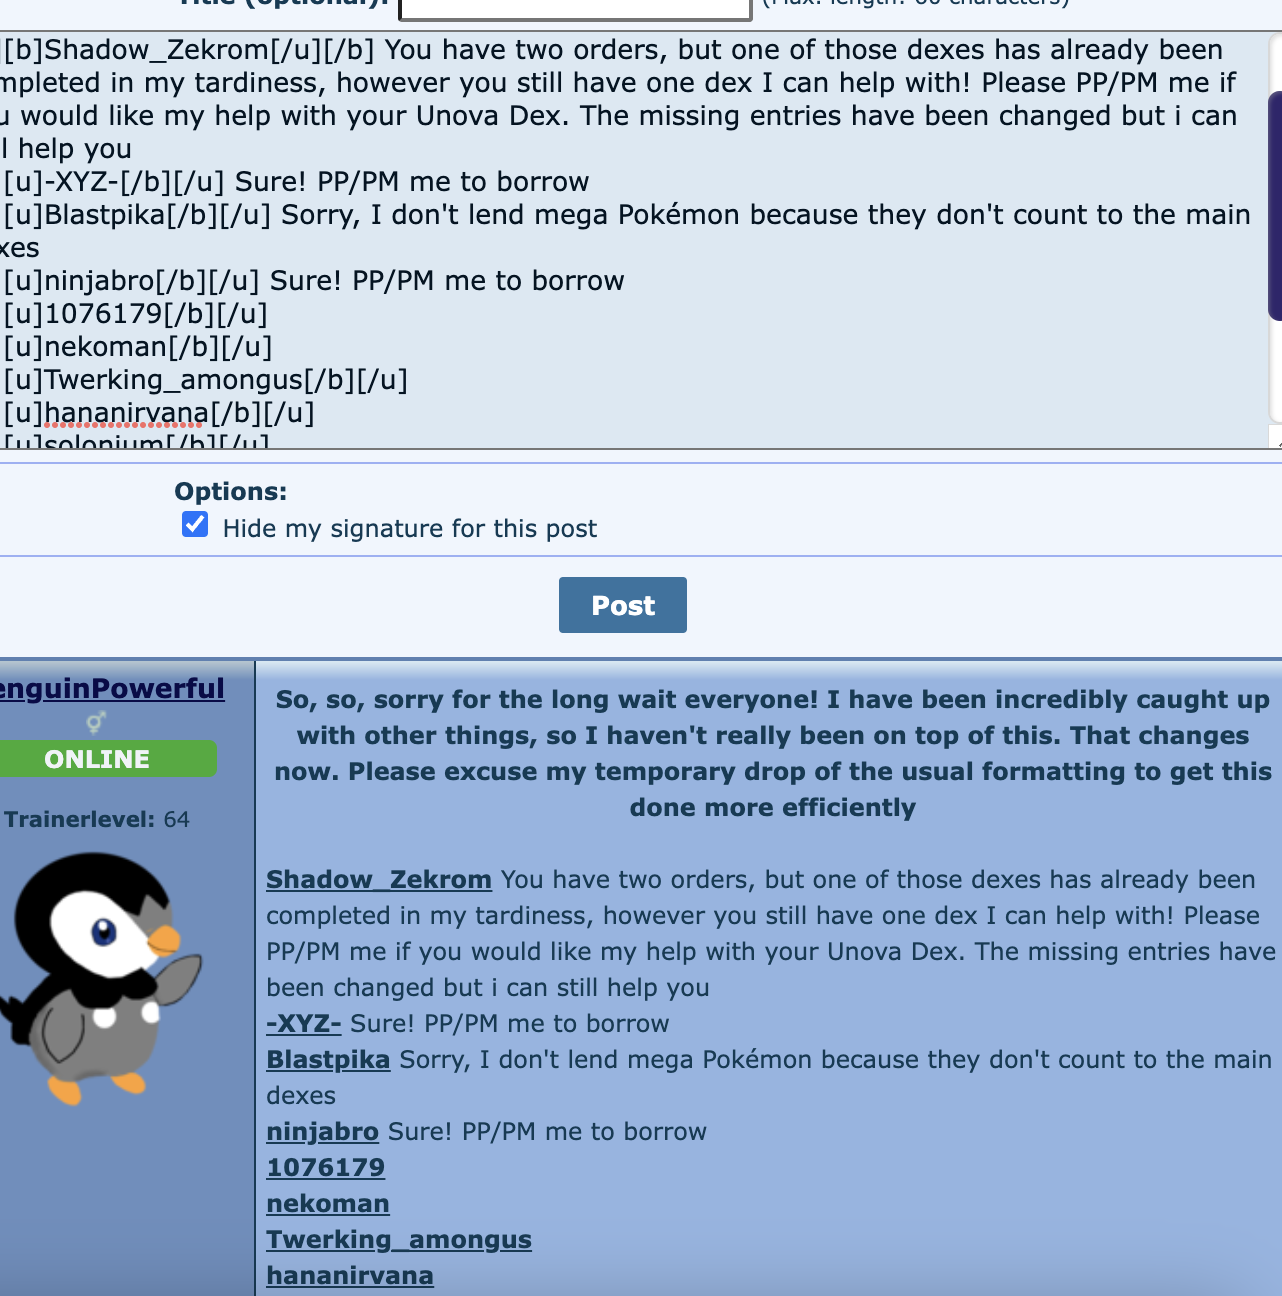 [b]Shadow_Zekrom[/u][/b] You have two orders, but one of those dexes has already been
mpleted in my tardiness, however you still have one dex I can help with! Please PP/PM me if
u would like my help with your Unova Dex. The missing entries have been changed but i can
l help you
[u]-XYZ-[/b][/u] Sure! PP/PM me to borrow
[u]Blastpika[/b][/u] Sorry, I don't lend mega Pokémon because they don't count to the main
xes
[u]ninjabro[/b][/u] Sure! PP/PM me to borrow
[u]1076179[/b][/u]
[u]nekoman[/b][/u]
[u]Twerking_amongus[/b][/u]
[u]hananirvana[/b][/u]
[u]solonium[/b][/u]
Options:
Hide my signature for this post
Post
enguinPowerful
ONLINE
Trainerlevel: 64
So, so, sorry for the long wait everyone! I have been incredibly caught up
with other things, so I haven't really been on top of this. That changes
now. Please excuse my temporary drop of the usual formatting to get this
done more efficiently
Shadow_Zekrom You have two orders, but one of those dexes has already been
completed in my tardiness, however you still have one dex I can help with! Please
PP/PM me if you would like my help with your Unova Dex. The missing entries have
been changed but i can still help you
-XYZ- Sure! PP/PM me to borrow
Blastpika Sorry, I don't lend mega Pokémon because they don't count to the main
dexes
ninjabro Sure! PP/PM me to borrow
1076179
nekoman
Twerking_amongus
hananirvana